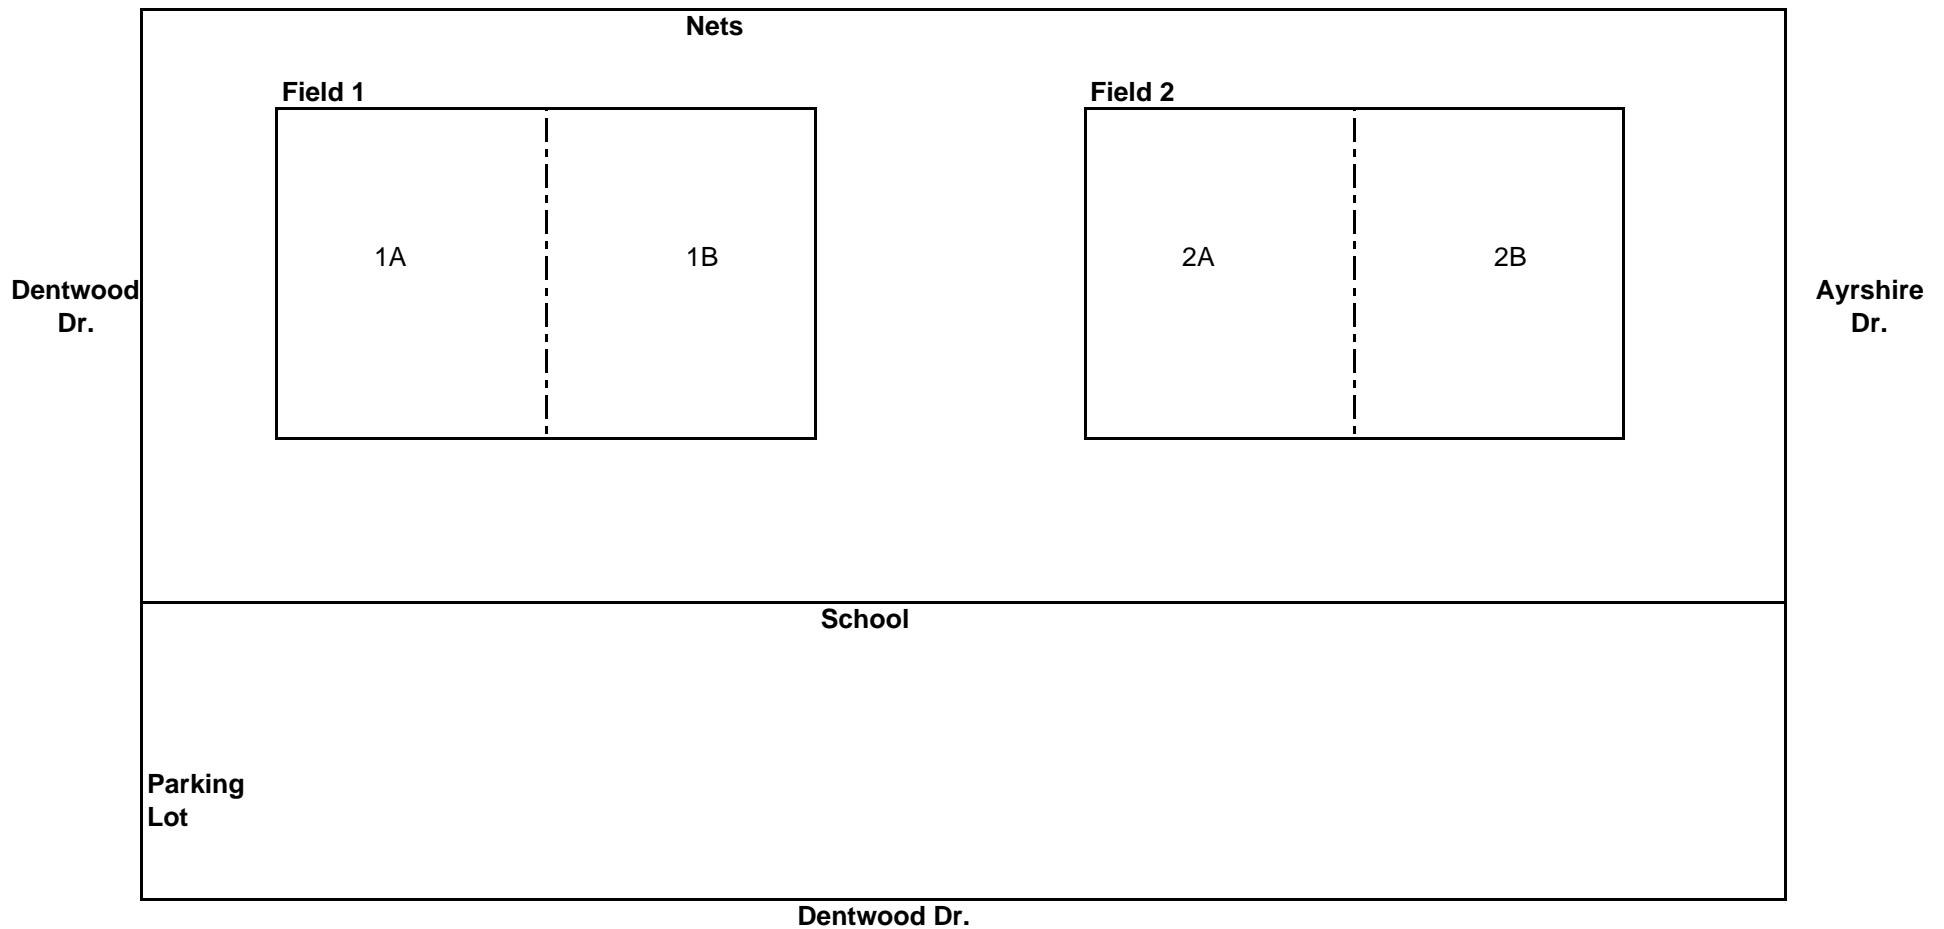 Nets
Field 1
Field 2
1A
1B
2A
2B
Dentwood
Dr.
Ayrshire
Dr.
School
Parking
Lot
Dentwood Dr.